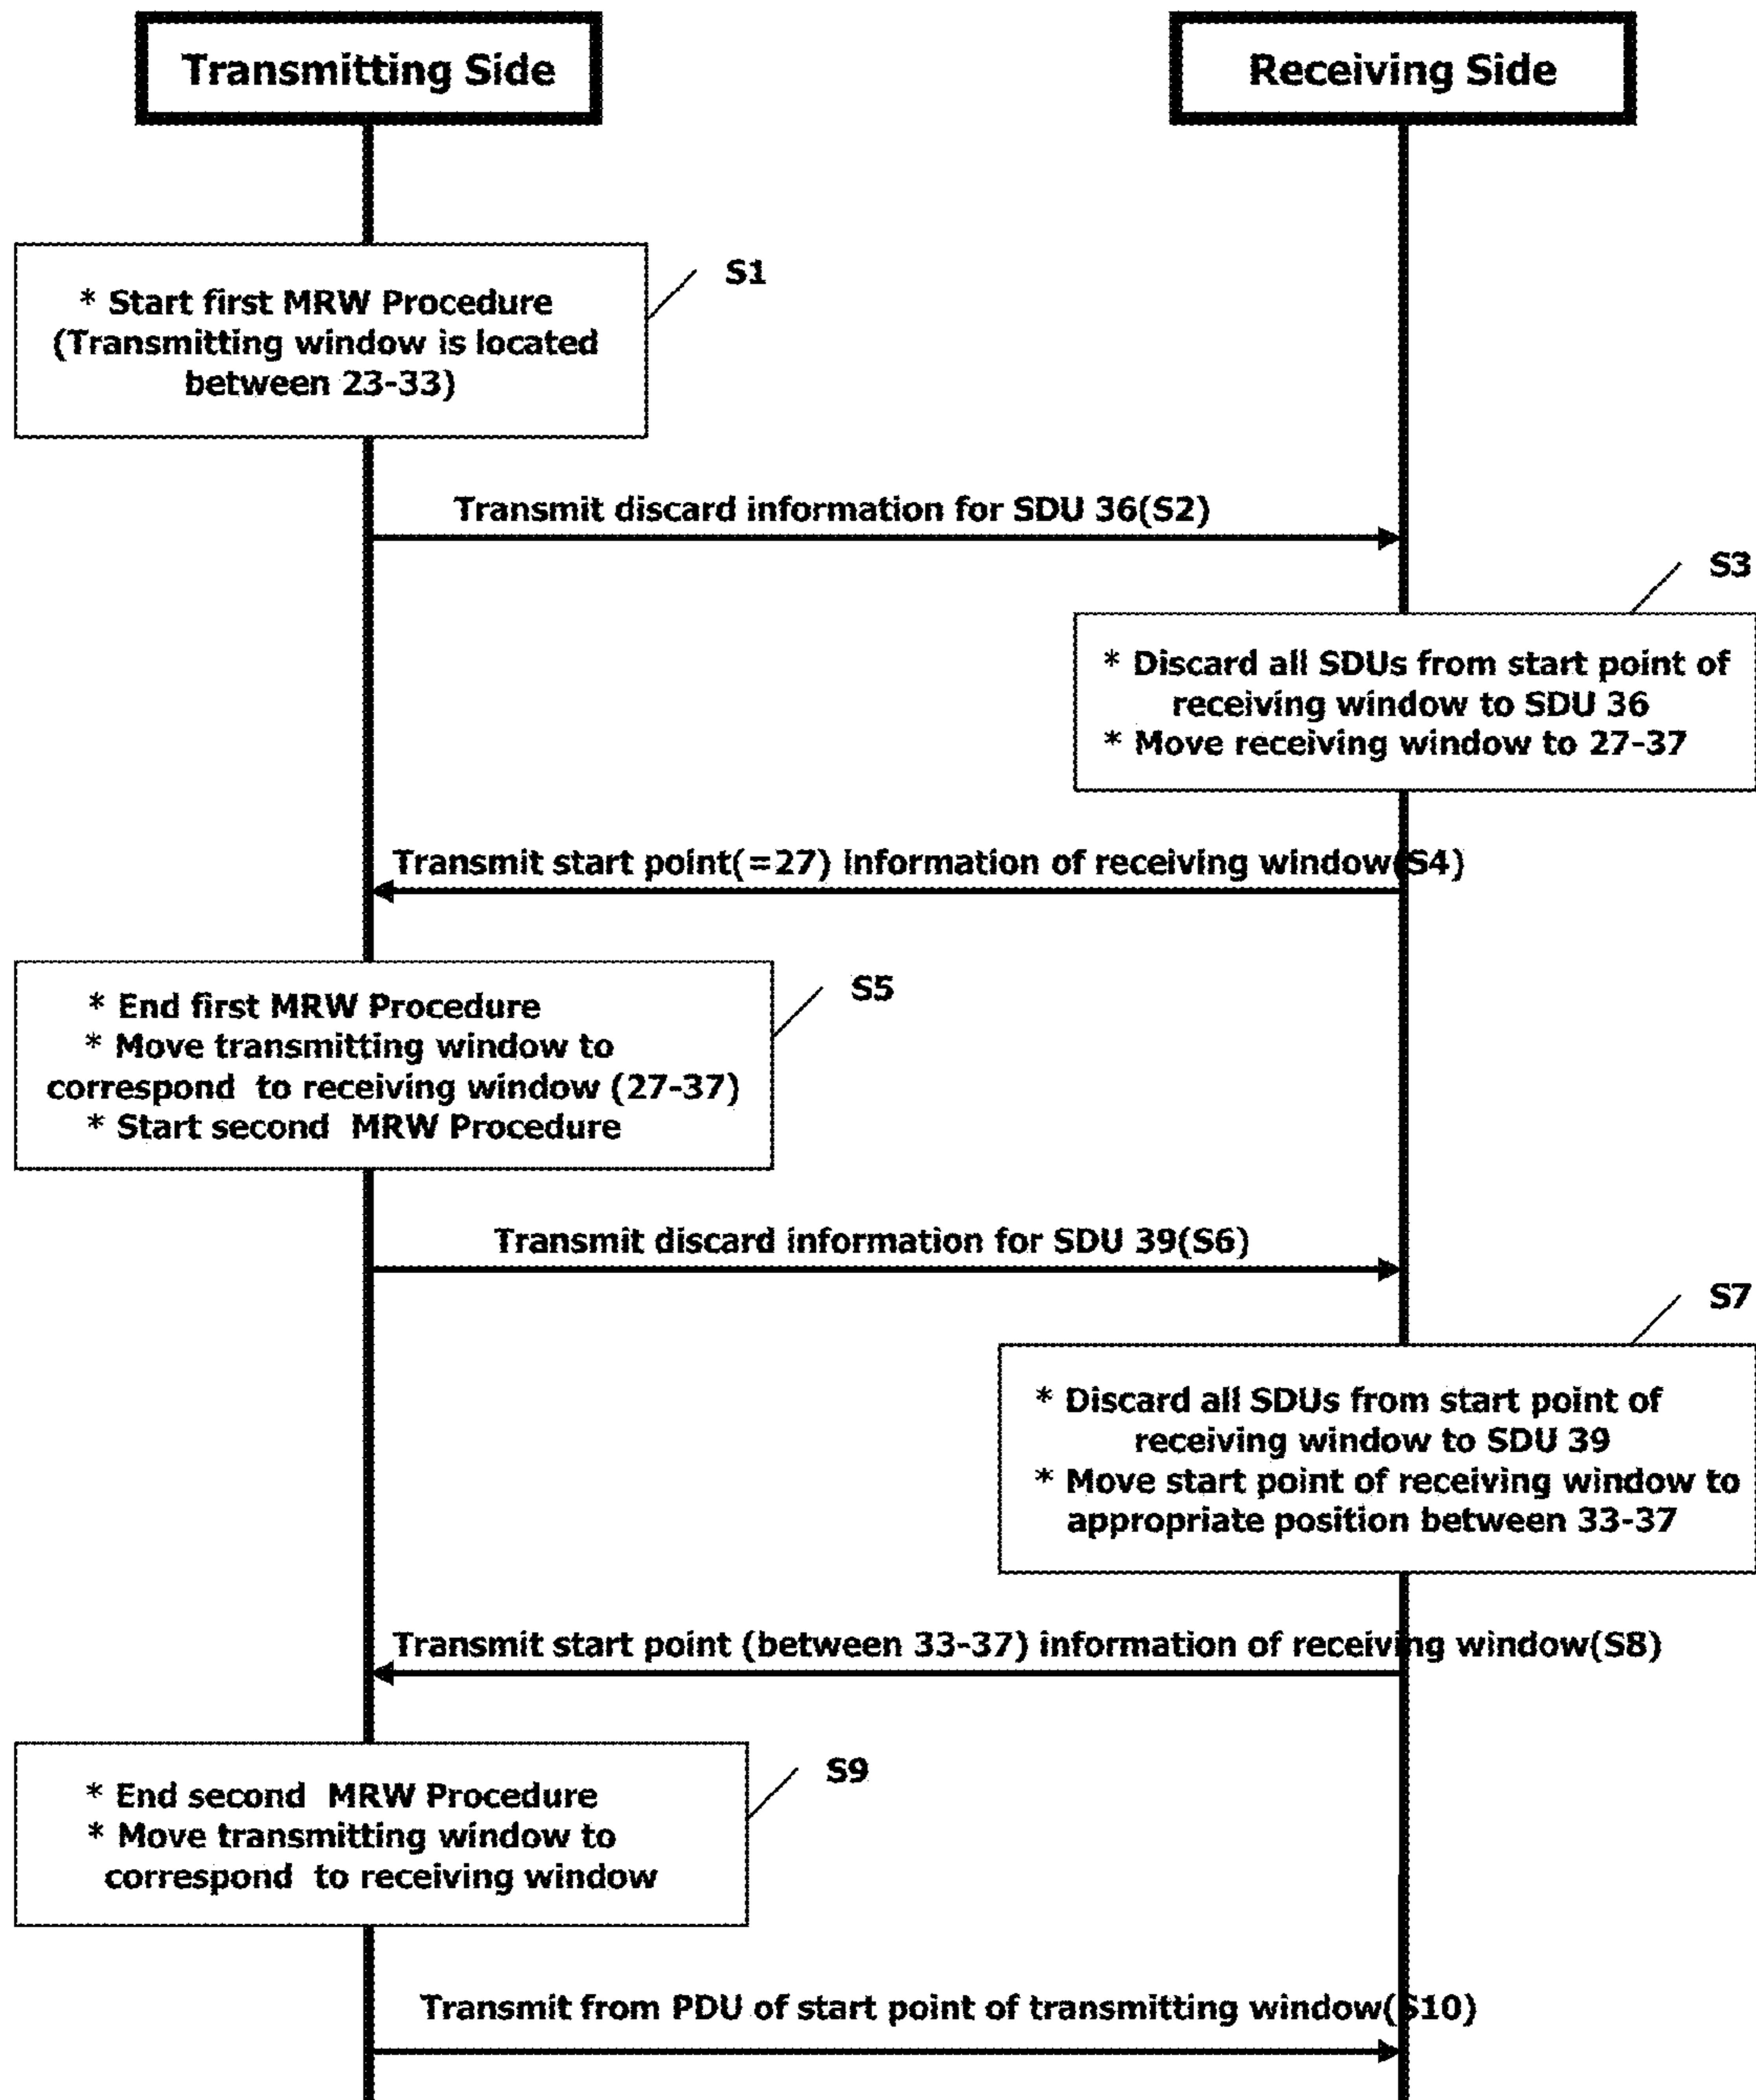 Transmitting Side
Receiving Side
* Start first MRW Procedure
(Transmitting window is located
between 23-33)
S1
Transmit discard information for SDU 36(S2)
S3
* Discard all SDUs from start point of
receiving window to SDU 36
* Move receiving window to 27-37
Transmit start point(=27) information of receiving window(S4)
* End first MRW Procedure
* Move transmitting window to
correspond to receiving window (27-37)
* Start second MRW Procedure
S5
Transmit discard information for SDU 39(S6)
S7
* Discard all SDUs from start point of
receiving window to SDU 39
* Move start point of receiving window to
appropriate position between 33-37
Transmit start point (between 33-37) information of receiving window(S8)
* End second MRW Procedure
* Move transmitting window to
correspond to receiving window
S9
Transmit from PDU of start point of transmitting window(S10)